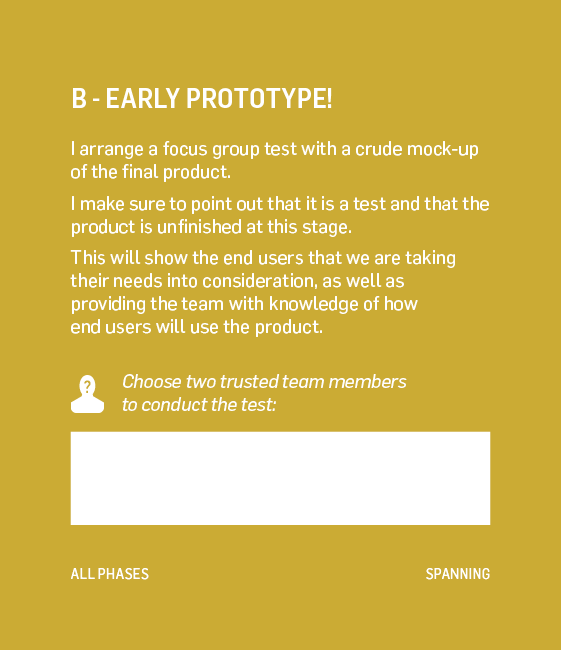 B - EARLY PROTOTYPE!
I arrange a focus group test with a crude mock-up
of the final product.
I make sure to point out that it is a test and that the
product is unfinished at this stage.
This will show the end users that we are taking
their needs into consideration, as well as
providing the team with knowledge of how
end users will use the product.
?
Choose two trusted team members
to conduct the test:
ALL PHASES
SPANNING